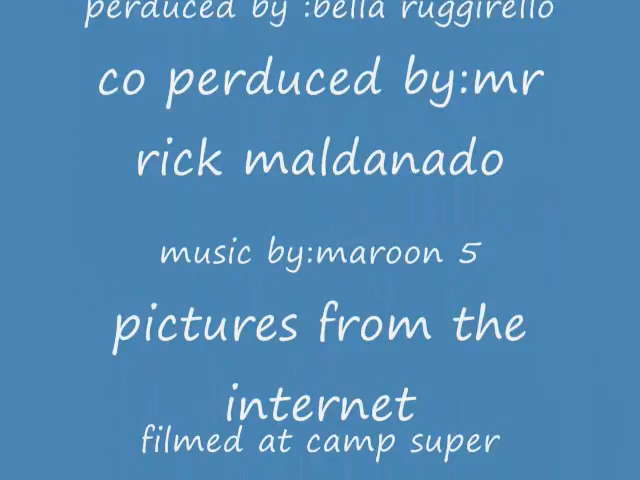 perduced by :bella ruggirello
co perduced by:mr
rick maldanado
music by:maroon 5
pictures from the
internet
filmed at camp super